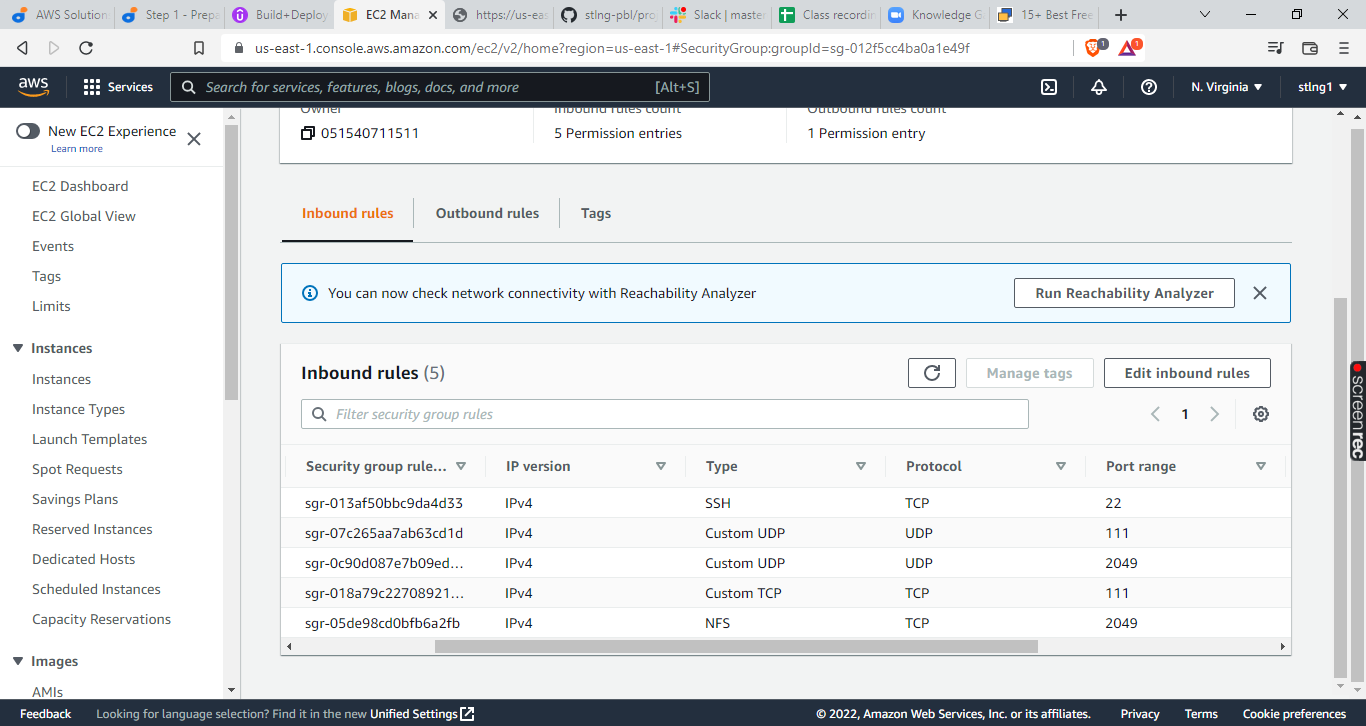 AWS Solution
Step 1 - Prepa
Build+Deploy
EC2 Mana
https://us-eas
stlng-pbl/pro
Slack | master
Class recordin
Knowledge G
15+ Best Free
us-east-1.console.aws.amazon.com/ec2/v2/home?region=us-east-1#SecurityGroup:groupId=sg-012f5cc4ba0a1e49f
1
1
aws
Services
Search for services, features, blogs, docs, and more
[Alt+S]
N. Virginia
stlng1
New EC2 Experience
Learn more
EC2 Dashboard
EC2 Global View
Events
Tags
Limits
Instances
Instances
Instance Types
Launch Templates
Spot Requests
Savings Plans
Reserved Instances
Dedicated Hosts
Scheduled Instances
Capacity Reservations
Images
AMIs
Owner
051540711511
Inbound rules count
5 Permission entries
Outbound rules count
1 Permission entry
Inbound rules
Outbound rules
Tags
You can now check network connectivity with Reachability Analyzer
Run Reachability Analyzer
Inbound rules (5)
Manage tags
Edit inbound rules
Filter security group rules
1
Security group rule... IP version Type Protocol Port range
sgr-013af50bbc9da4d33 IPv4 SSH TCP 22
sgr-07c265aa7ab63cd1d IPv4 Custom UDP UDP 111
sgr-0c90d087e7b09ed... IPv4 Custom UDP UDP 2049
sgr-018a79c22708921... IPv4 Custom TCP TCP 111
sgr-05de98cd0bfb6a2fb IPv4 NFS TCP 2049
screenrec
Feedback
Looking for language selection? Find it in the new Unified Settings
© 2022, Amazon Web Services, Inc. or its affiliates.
Privacy
Terms
Cookie preferences